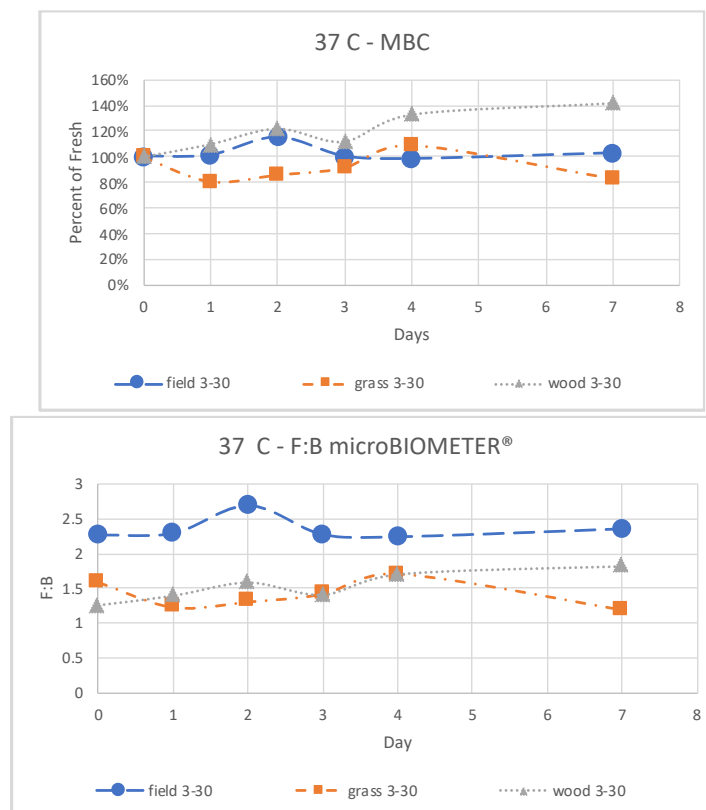 37 C - MBC
160%
140%
120%
100%
80%
60%
40%
20%
0%
Percent of Fresh
0 1 2 3 4 5 6 7 8
Days
field 3-30 grass 3-30 wood 3-30
37 C - F:B microBIOMETER®
3
2.5
2
1.5
1
0.5
0
F:B
0 1 2 3 4 5 6 7 8
Day
field 3-30 grass 3-30 wood 3-30